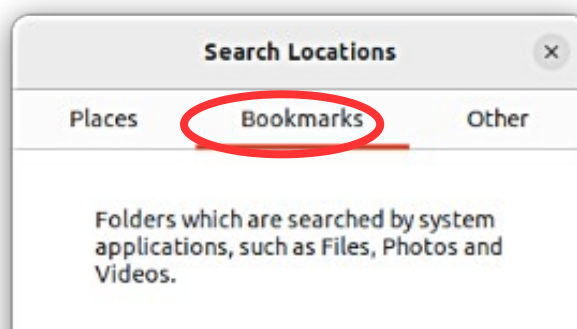 Search Locations
Places Bookmarks Other
Folders which are searched by system
applications, such as Files, Photos and
Videos.